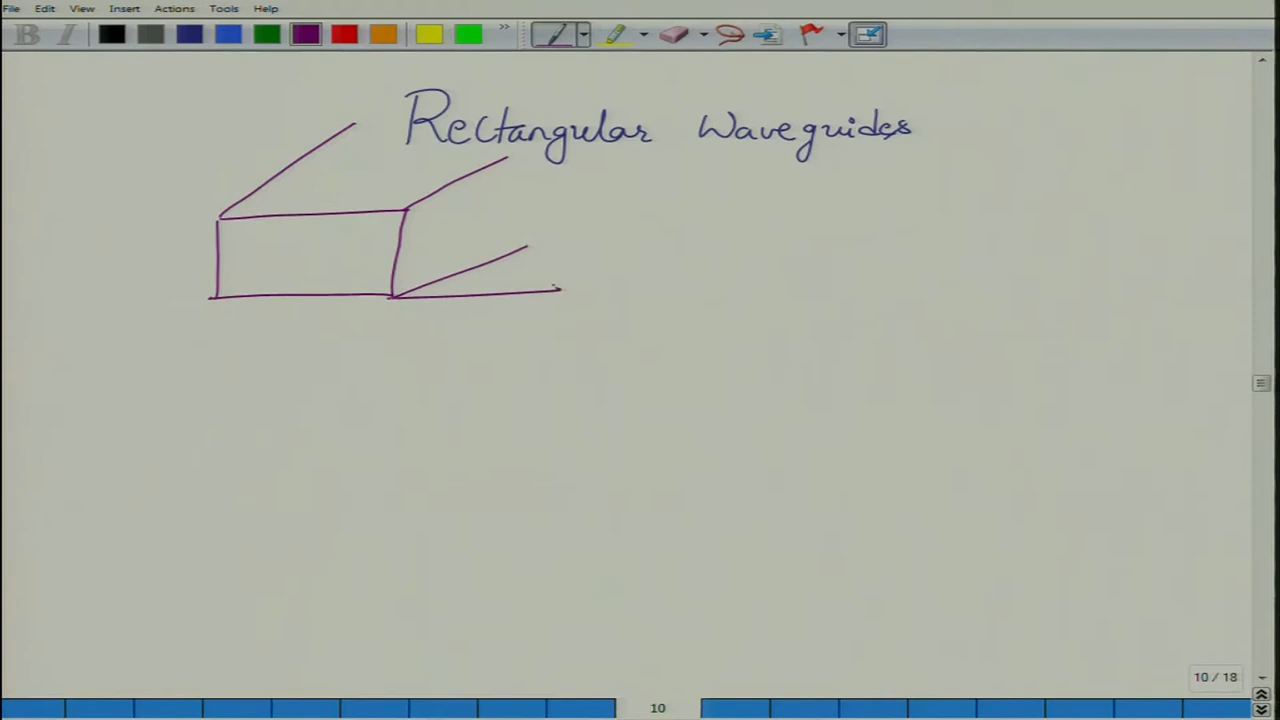 File Edit View Insert Actions Tools Help
B I
Rectangular Waveguides
10 / 18
10